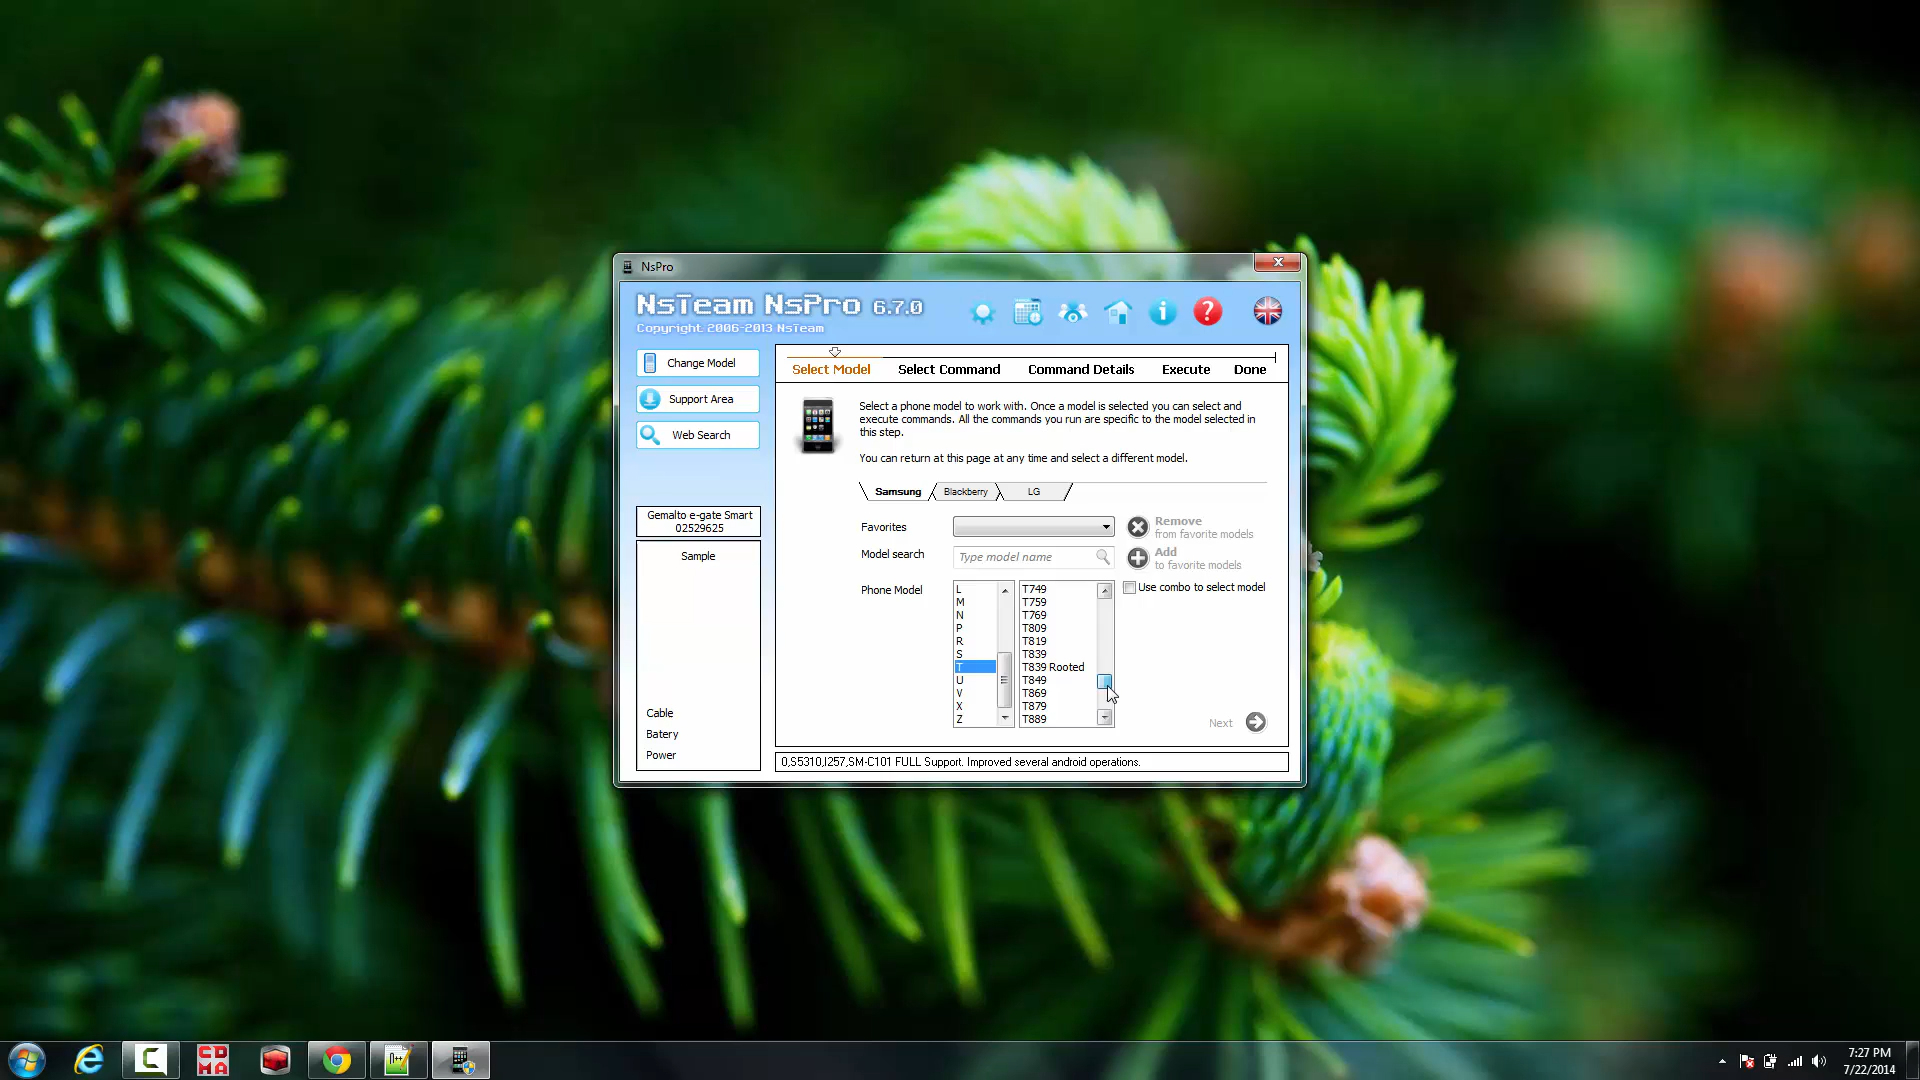 NsPro
NsTeam NsPro 6.7.0
Copyright 2006-2013 NsTeam
Change Model
Support Area
Web Search
Gemalto e-gate Smart
02529625
Sample
Cable
Batery
Power
Select Model
Select Command
Command Details
Execute
Done
Select a phone model to work with. Once a model is selected you can select and
execute commands. All the commands you run are specific to the model selected in
this step.
You can return at this page at any time and select a different model.
Samsung
Blackberry
LG
Favorites
Remove
from favorite models
Model search
Type model name
Add
to favorite models
Phone Model
L
M
N
P
R
S
T
U
V
X
Z
T749
T759
T769
T809
T819
T839
T839 Rooted
T849
T869
T879
T889
Use combo to select model
Next
0,S5310,I257,SM-C101 FULL Support. Improved several android operations.
CD
MA
7:27 PM
7/22/2014